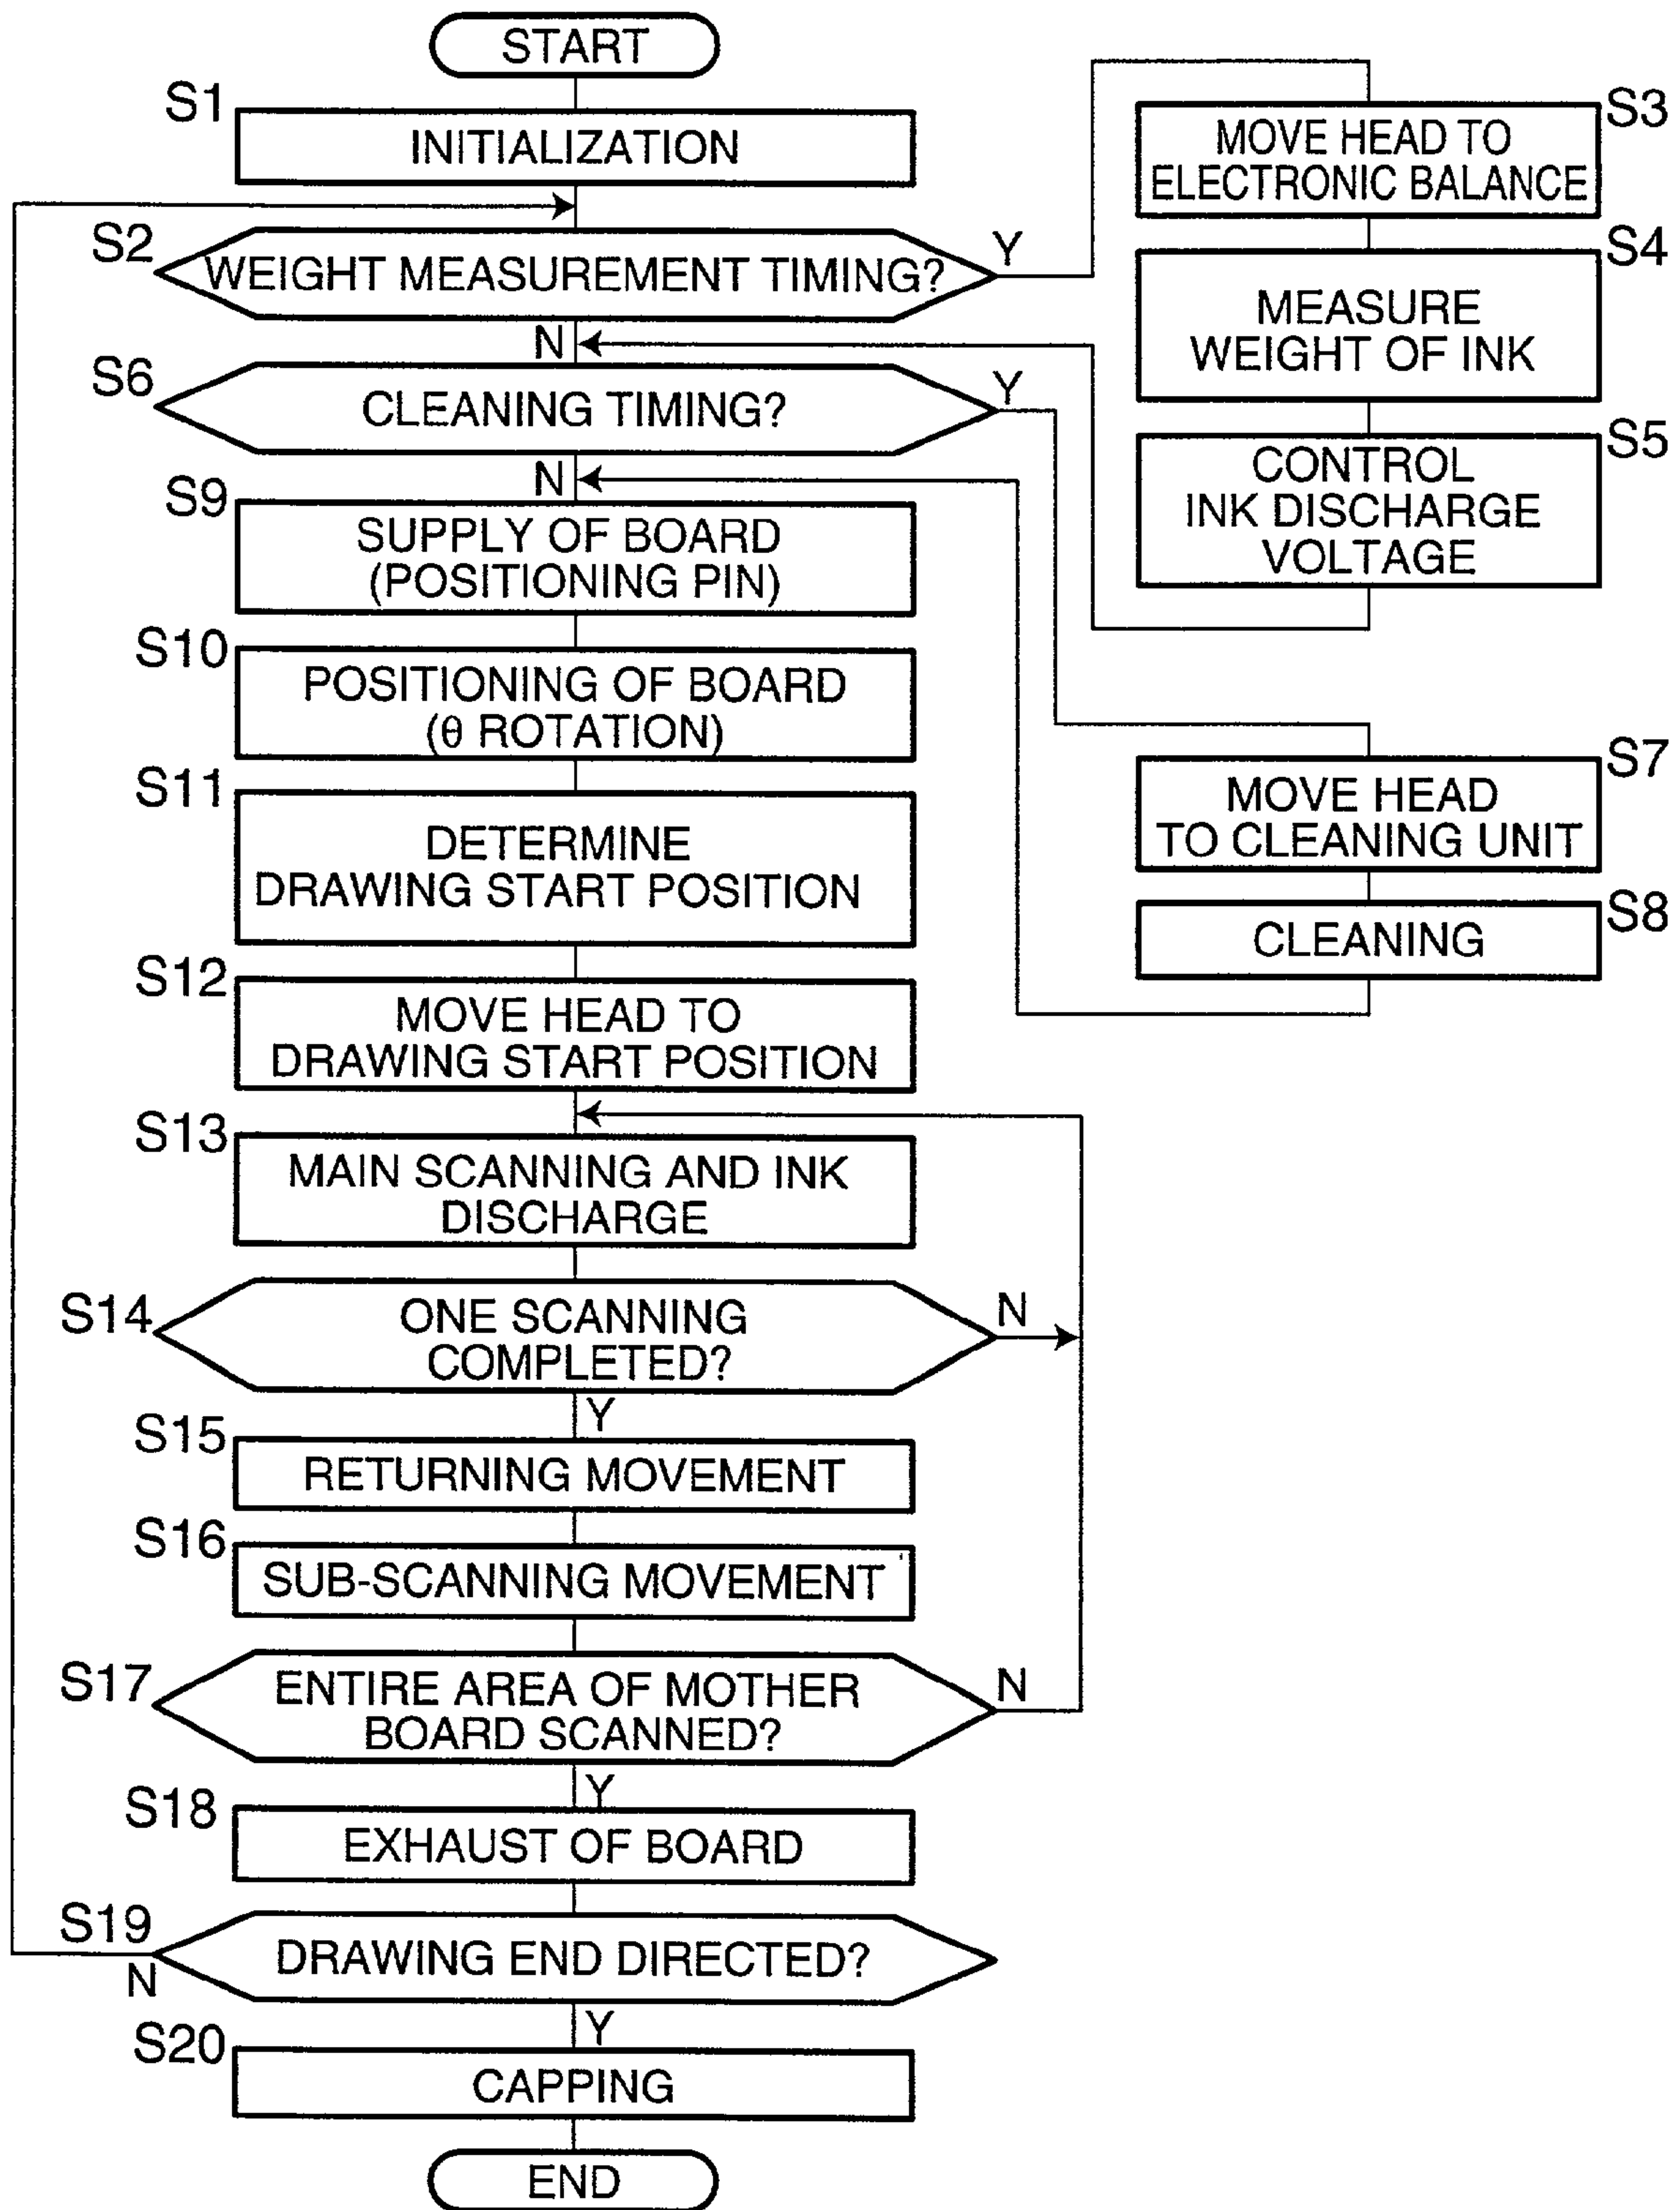 START
S1
INITIALIZATION
S2
WEIGHT MEASUREMENT TIMING?
Y
N
S3
MOVE HEAD TO
ELECTRONIC BALANCE
S4
MEASURE
WEIGHT OF INK
S5
CONTROL
INK DISCHARGE
VOLTAGE
S6
CLEANING TIMING?
Y
N
S7
MOVE HEAD
TO CLEANING UNIT
S8
CLEANING
S9
SUPPLY OF BOARD
(POSITIONING PIN)
S10
POSITIONING OF BOARD
(θ ROTATION)
S11
DETERMINE
DRAWING START POSITION
S12
MOVE HEAD TO
DRAWING START POSITION
S13
MAIN SCANNING AND INK
DISCHARGE
S14
ONE SCANNING
COMPLETED?
N
Y
S15
RETURNING MOVEMENT
S16
SUB-SCANNING MOVEMENT
S17
ENTIRE AREA OF MOTHER
BOARD SCANNED?
N
Y
S18
EXHAUST OF BOARD
S19
DRAWING END DIRECTED?
N
Y
S20
CAPPING
END